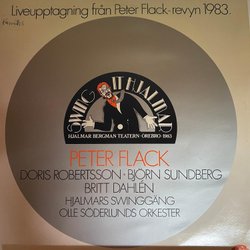 Liveupptagning från Peter Flack-revyn 1983.
SWING IT HJALMAR
HJALMAR BERGMAN TEATERN · ÖREBRO · 1983
PETER FLACK
DORIS ROBERTSSON · BJÖRN SUNDBERG
BRITT DAHLÉN
HJALMARS SWINGGÄNG
OLLE SÖDERLUNDS ORKESTER